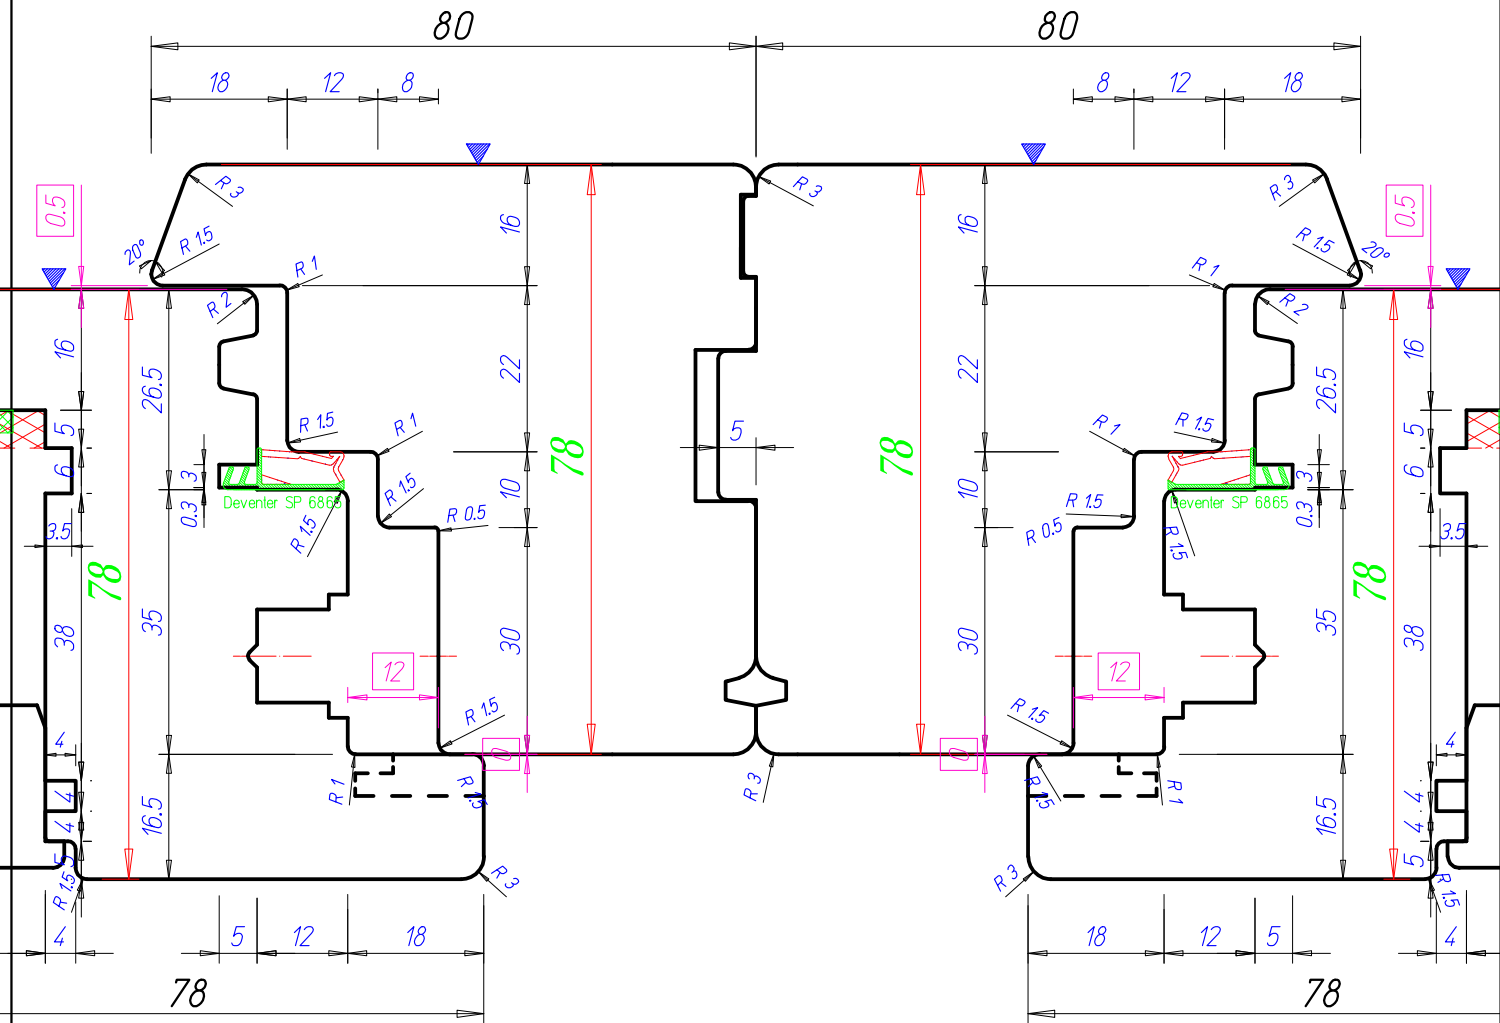 80 80
18 12 8 8 12 18
R 3 R 3 R 3
0.5 0.5
R 1.5 R 1.5
20° 20°
16 16
R 1 R 1
R 2 R 2
16 26.5 22 22 26.5 16
R 1.5 R 1 R 1 R 1.5
5 78 5 78 5
6 3 10 10 3 6
Deventer SP 6865 Deventer SP 6865
0.3 R 1.5 R 1.5 0.3
R 1.5 R 0.5 R 0.5 R 1.5
3.5 3.5
78 78
38 35 30 30 35 38
12 12
R 1.5 R 1.5
4 0 0 4
R 1 R 1.5 R 3 R 1.5 R 1
4 16.5 16.5 4
4 4
5 5
R 1.5 R 3 R 3 R 1.5
4 5 12 18 18 12 5 4
78 78